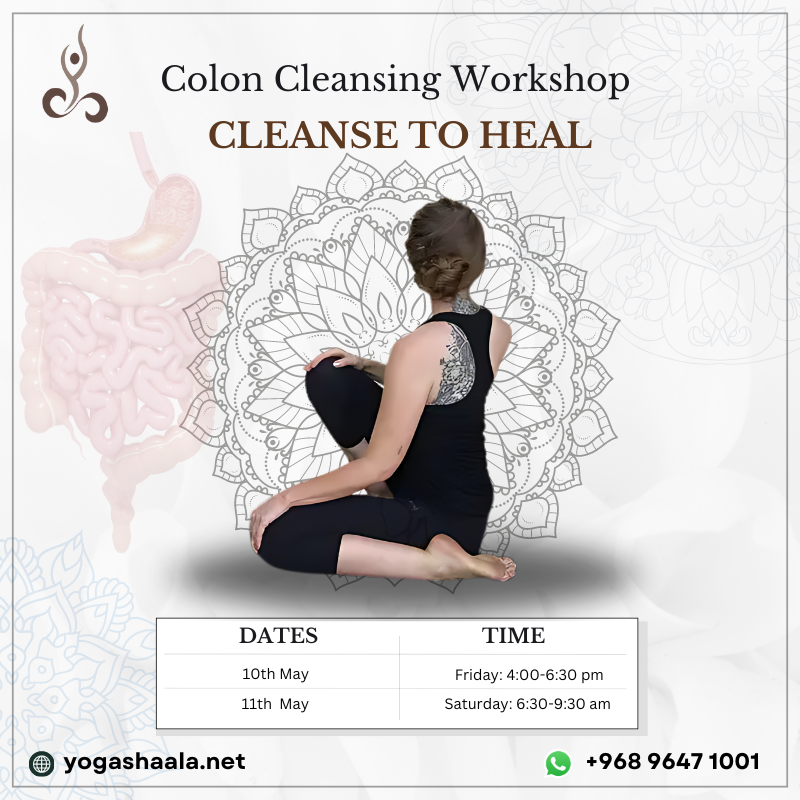 Colon Cleansing Workshop
CLEANSE TO HEAL
DATES TIME
10th May Friday: 4:00-6:30 pm
11th May Saturday: 6:30-9:30 am
yogashaala.net +968 9647 1001